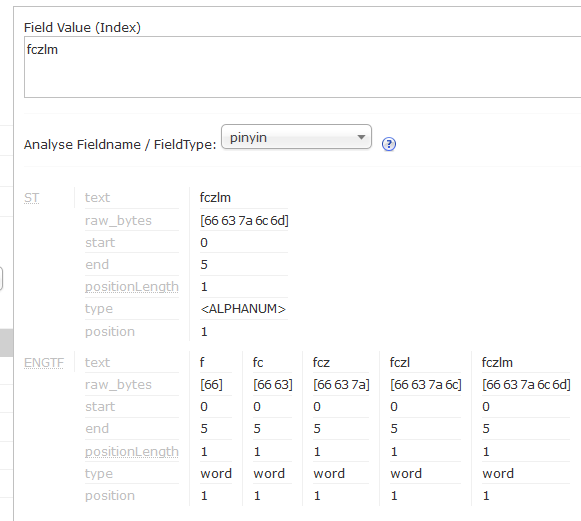 Field Value (Index)
fczlm
Analyse Fieldname / FieldType: pinyin ?
ST text fczlm
raw_bytes [66 63 7a 6c 6d]
start 0
end 5
positionLength 1
type <ALPHANUM>
position 1
ENGTF text f fc fcz fczl fczlm
raw_bytes [66] [66 63] [66 63 7a] [66 63 7a 6c] [66 63 7a 6c 6d]
start 0 0 0 0 0
end 5 5 5 5 5
positionLength 1 1 1 1 1
type word word word word word
position 1 1 1 1 1